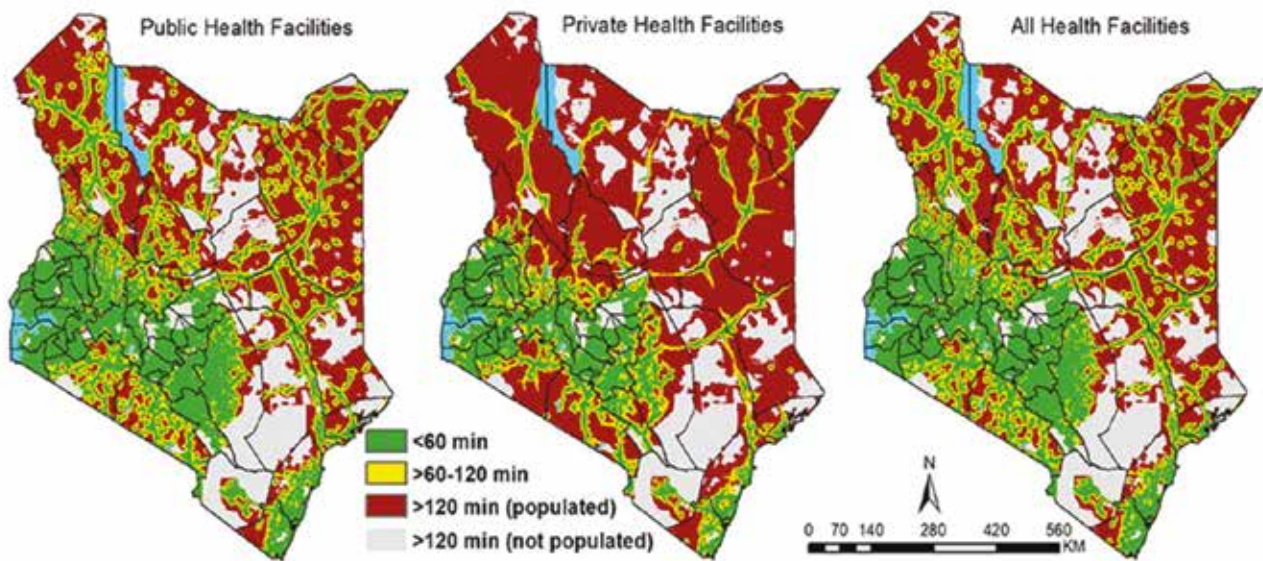 Public Health Facilities
Private Health Facilities
All Health Facilities
<60 min
>60-120 min
>120 min (populated)
>120 min (not populated)
N
0 70 140 280 420 560
KM